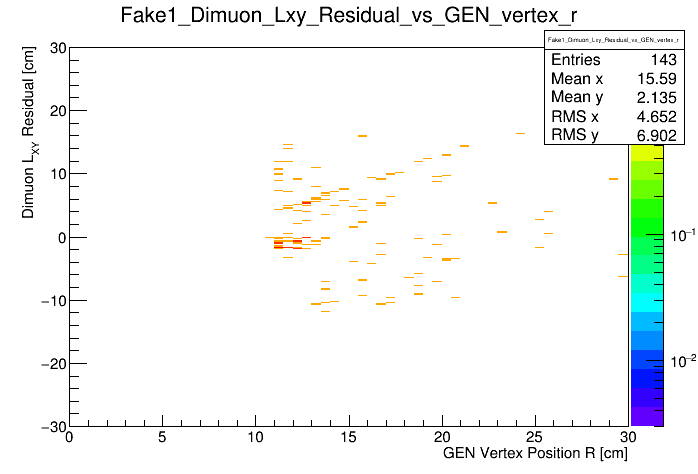 Fake1_Dimuon_Lxy_Residual_vs_GEN_vertex_r
Fake1_Dimuon_Lxy_Residual_vs_GEN_vertex_r
Entries 143
Mean x 15.59
Mean y 2.135
RMS x 4.652
RMS y 6.902
Dimuon LXY Residual [cm]
30
20
10
0
−10
−20
−30
0 5 10 15 20 25 30
GEN Vertex Position R [cm]
10−1
10−2